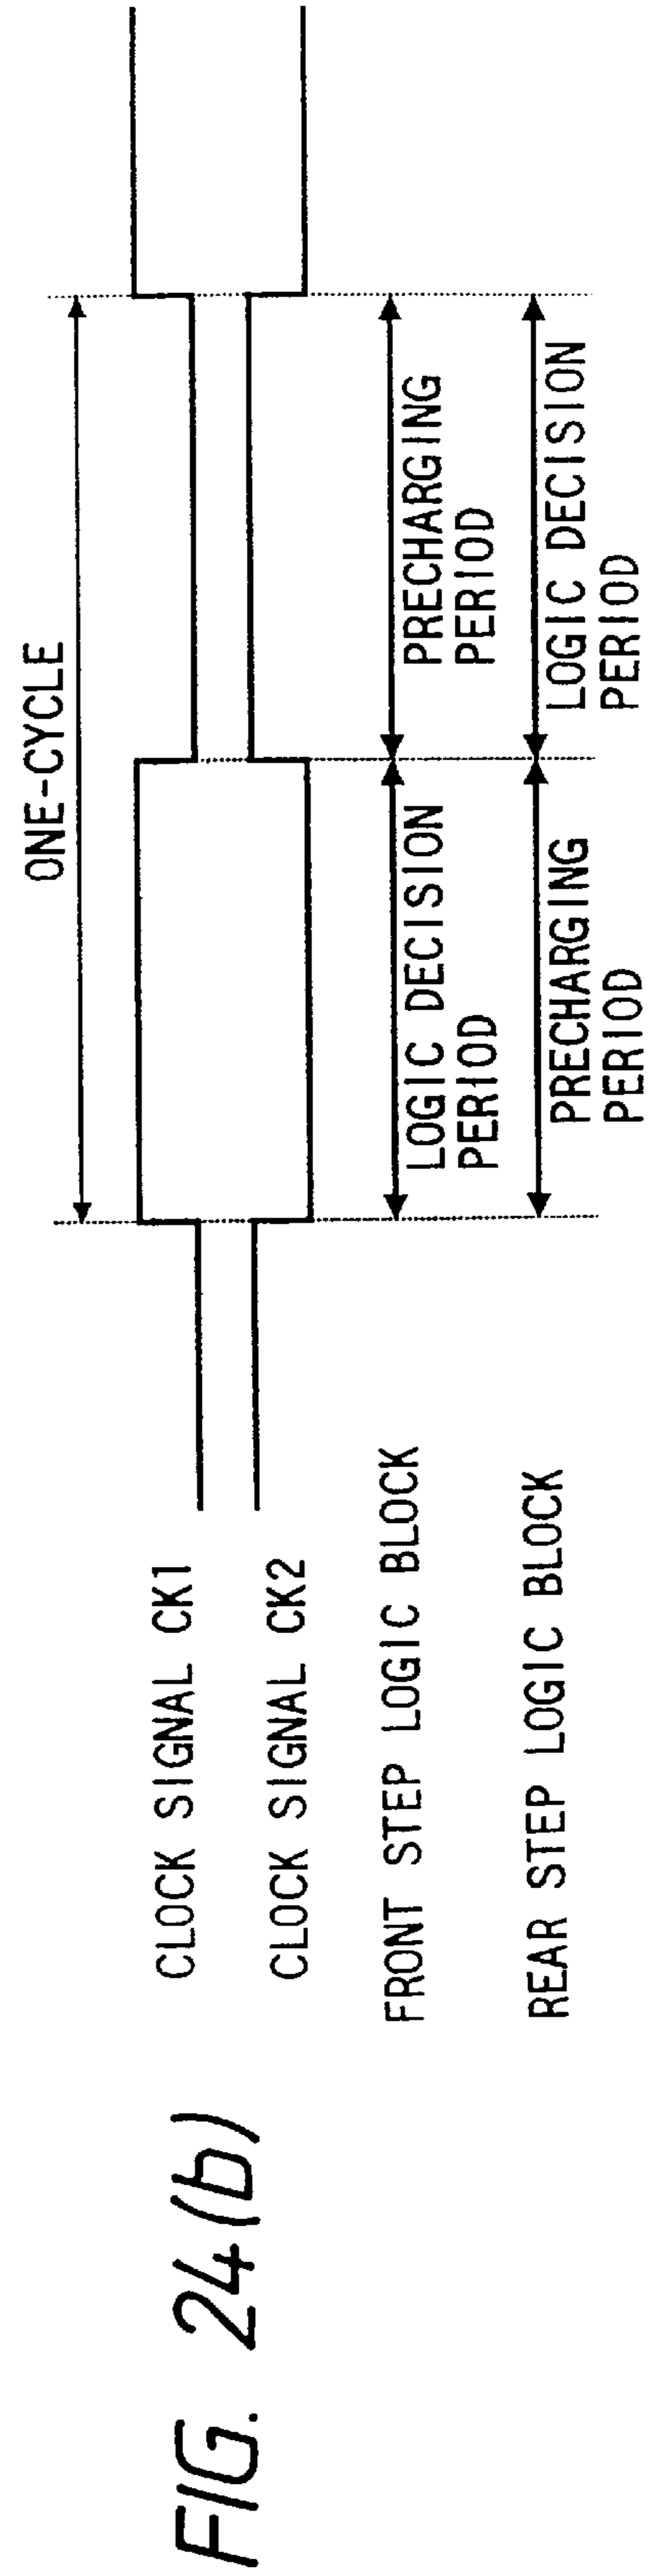 FIG. 24(b)
ONE-CYCLE
CLOCK SIGNAL CK1
CLOCK SIGNAL CK2
FRONT STEP LOGIC BLOCK
LOGIC DECISION
PERIOD
PRECHARGING
PERIOD
REAR STEP LOGIC BLOCK
PRECHARGING
PERIOD
LOGIC DECISION
PERIOD